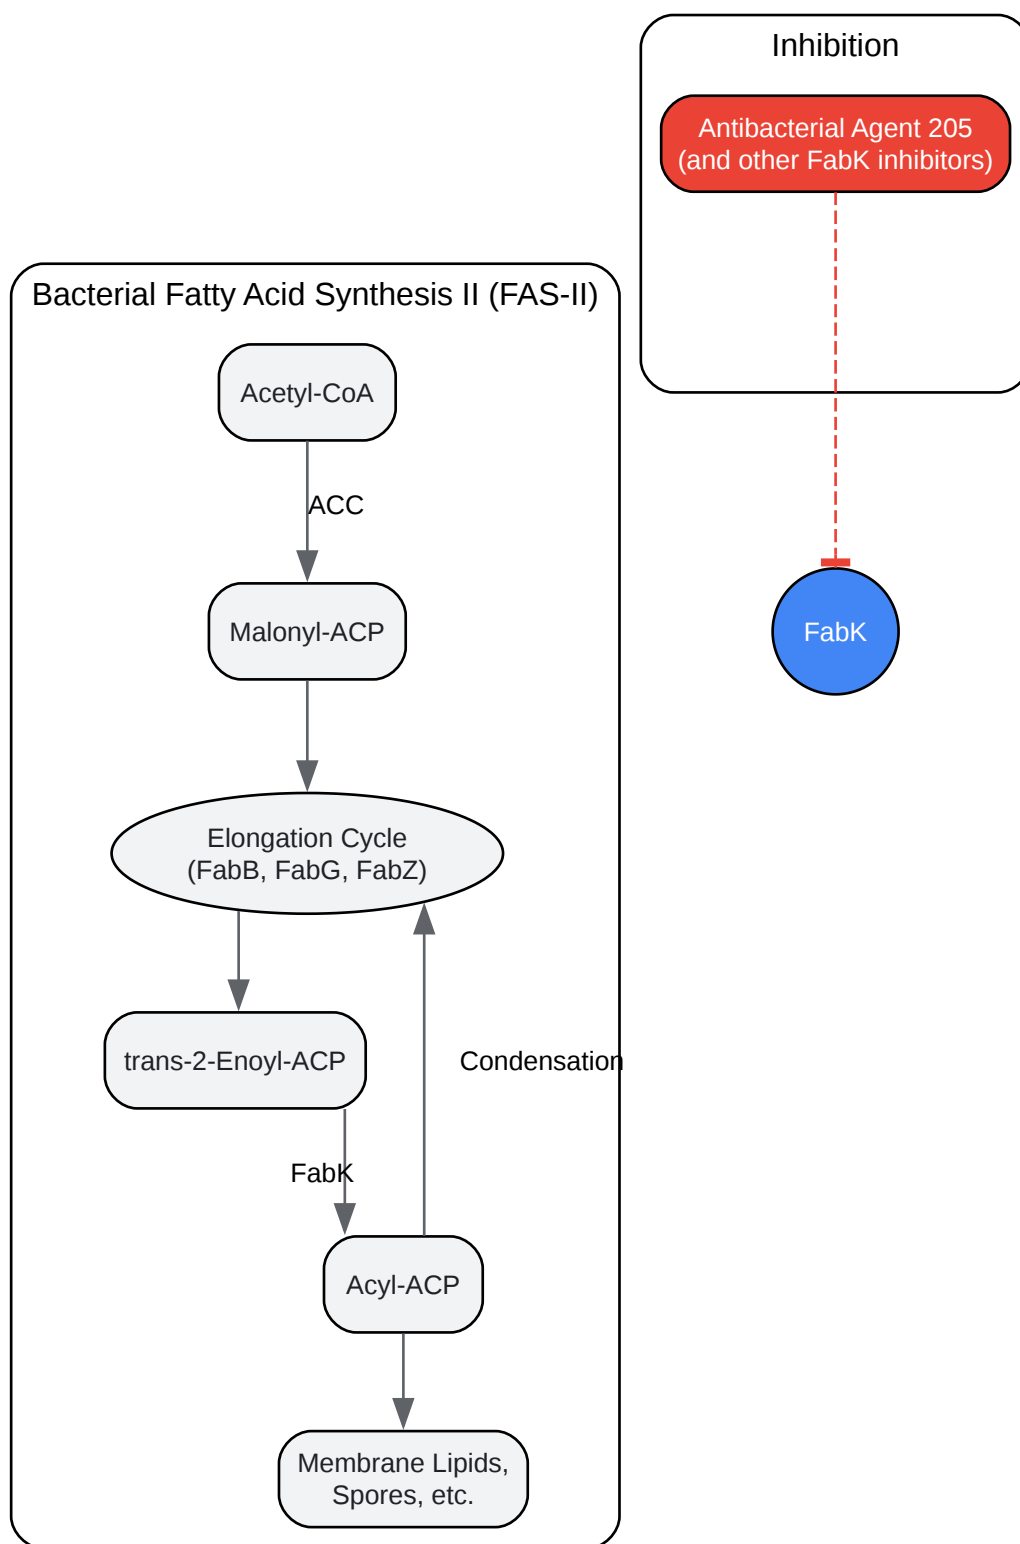 Inhibition
Antibacterial Agent 205
(and other FabK inhibitors)
Bacterial Fatty Acid Synthesis II (FAS-II)
Acetyl-CoA
ACC
Malonyl-ACP
FabK
Elongation Cycle
(FabB, FabG, FabZ)
trans-2-Enoyl-ACP
Condensation
FabK
Acyl-ACP
Membrane Lipids,
Spores, etc.